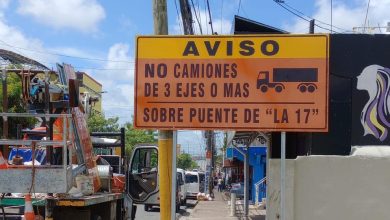 AVISO
NO CAMIONES
DE 3 EJES O MAS
SOBRE PUENTE DE "LA 17"